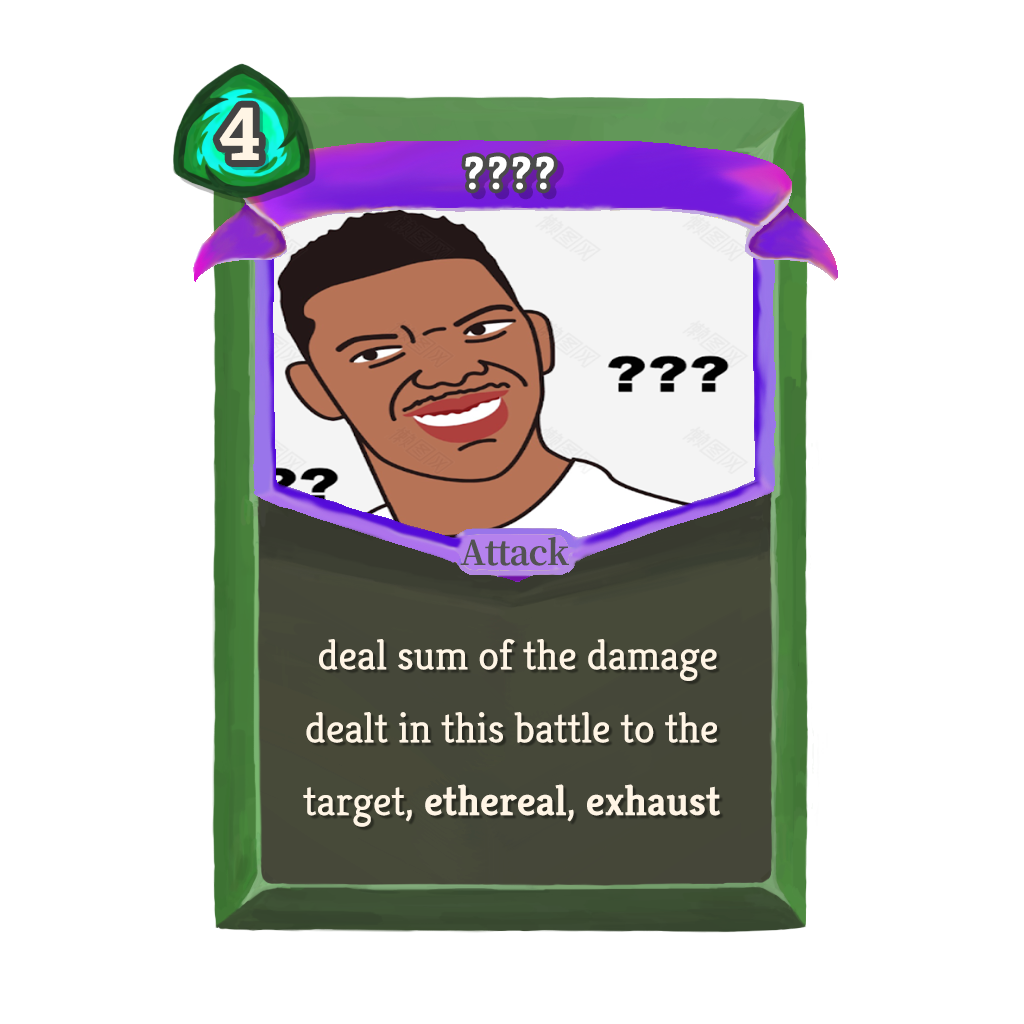 4
????
???
??
Attack
deal sum of the damage
dealt in this battle to the
target, ethereal, exhaust